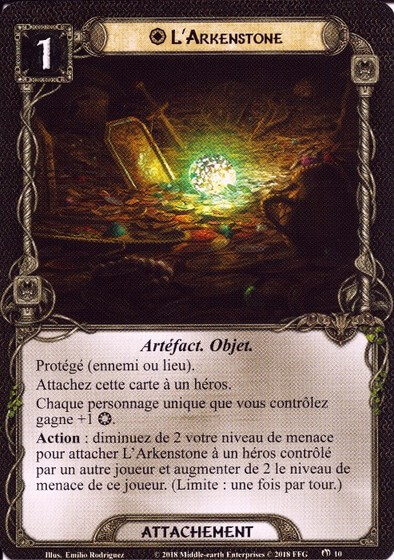 1
L'ARKENSTONE
Artéfact. Objet.
Protégé (ennemi ou lieu).
Attachez cette carte à un héros.
Chaque personnage unique que vous contrôlez
gagne +1 .
Action : diminuez de 2 votre niveau de menace
pour attacher L'Arkenstone à un héros contrôlé
par un autre joueur et augmenter de 2 le niveau de
menace de ce joueur. (Limite : une fois par tour.)
ATTACHEMENT
Illus. Emilio Rodriguez © 2018 Middle-earth Enterprises © 2018 FFG 10